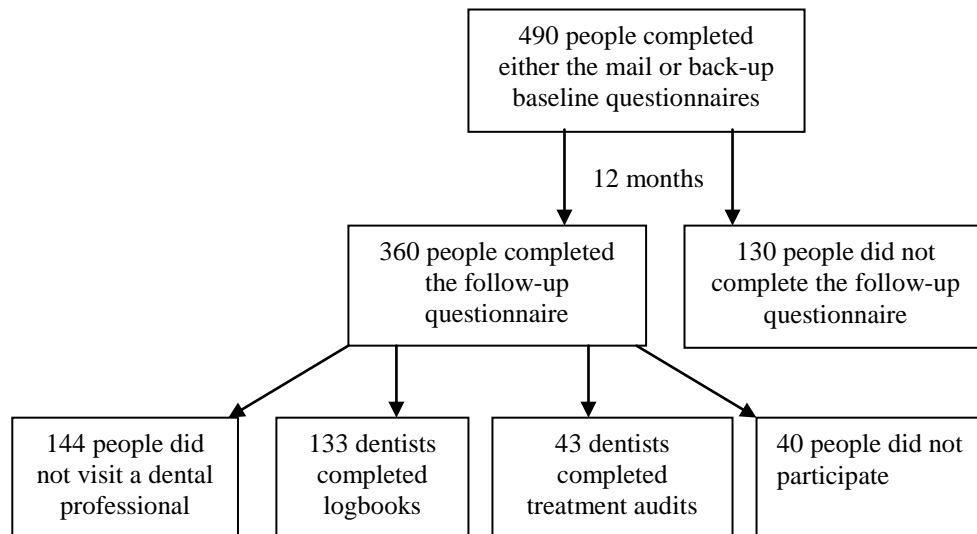 490 people completed
either the mail or back-up
baseline questionnaires
12 months
360 people completed
the follow-up
questionnaire
130 people did not
complete the follow-up
questionnaire
144 people did
not visit a dental
professional
133 dentists
completed
logbooks
43 dentists
completed
treatment audits
40 people did not
participate